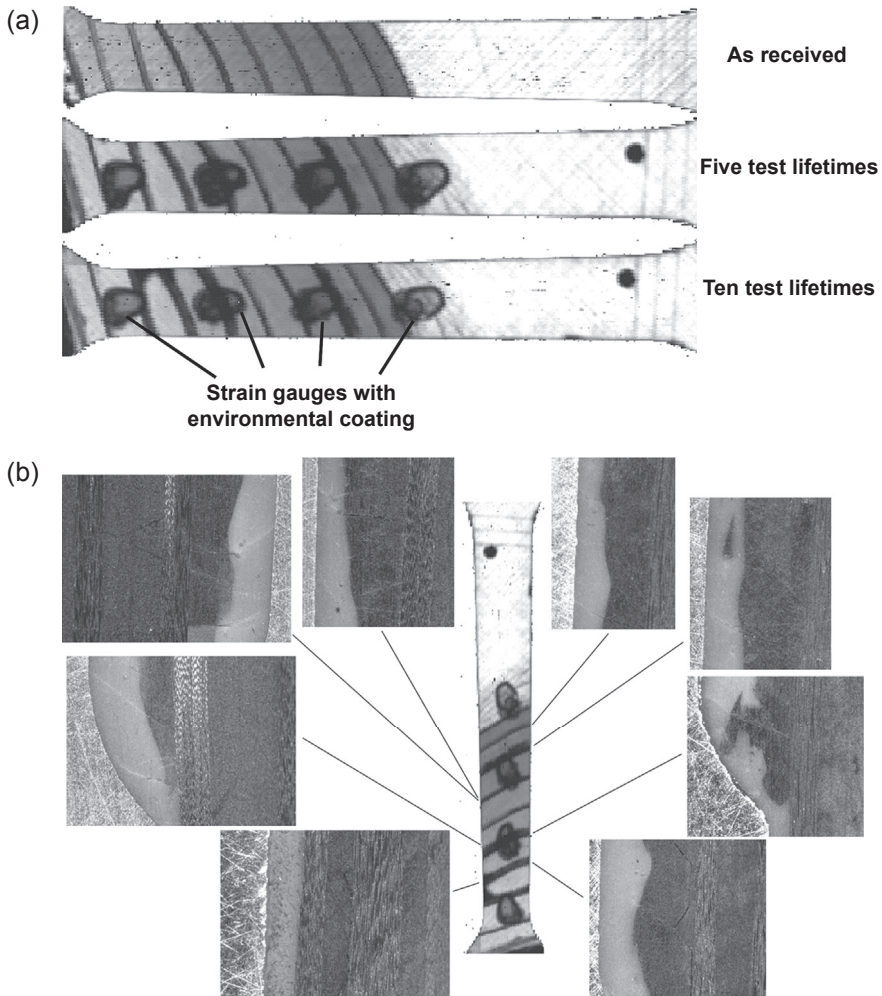 (a)
As received
Five test lifetimes
Ten test lifetimes
Strain gauges with
environmental coating
(b)